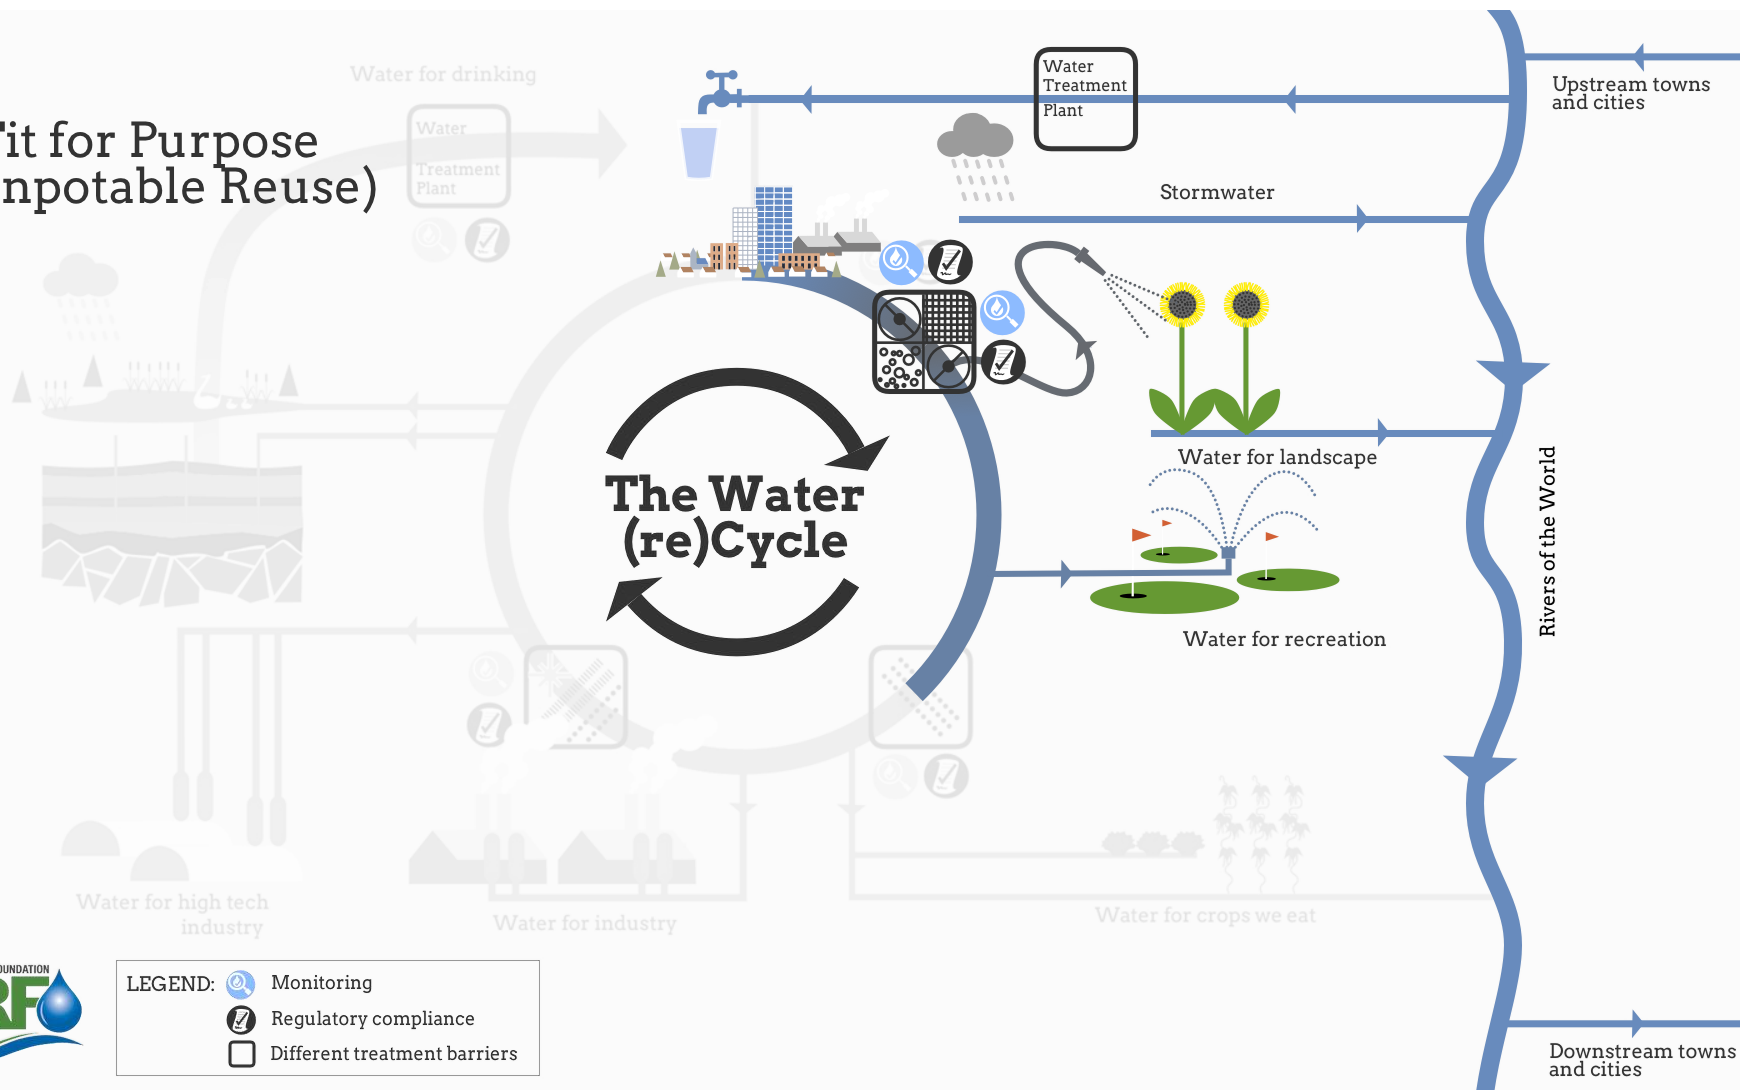 Water for drinking
Water
Treatment
Plant
it for Purpose
npotable Reuse)
Water
Treatment
Plant
Upstream towns
and cities
Stormwater
Water for landscape
The Water
(re)Cycle
Rivers of the World
Water for recreation
Water for high tech
industry
Water for industry
Water for crops we eat
OUNDATION
RF
LEGEND:
Monitoring
Regulatory compliance
Different treatment barriers
Downstream towns
and cities